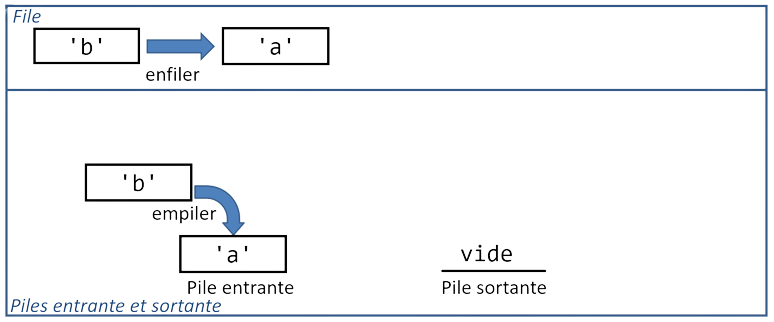 File
'b'
'a'
enfiler
'b'
empiler
'a'
vide
Pile entrante
Pile sortante
Piles entrante et sortante